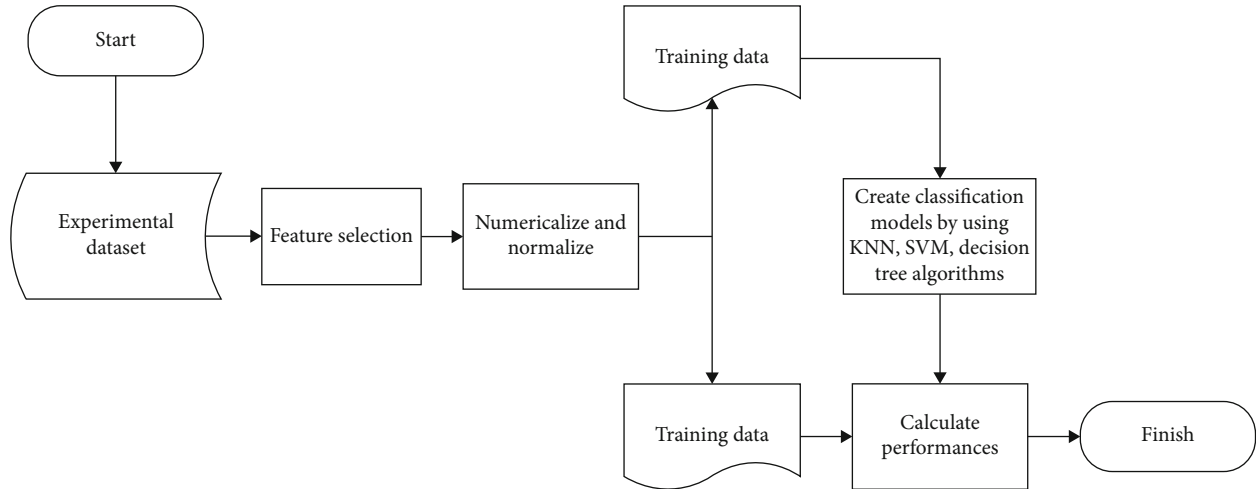 Start
Experimental
dataset
Feature selection
Numericalize and
normalize
Training data
Create classification
models by using
KNN, SVM, decision
tree algorithms
Training data
Calculate
performances
Finish